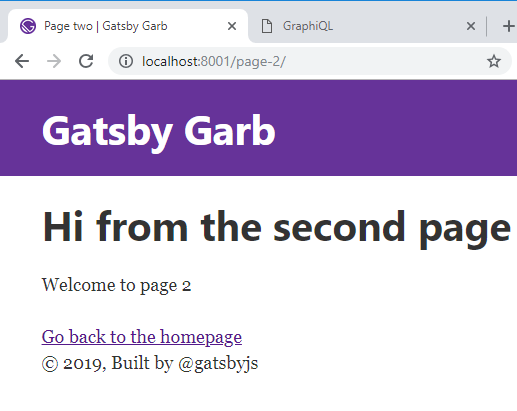 Page two | Gatsby Garb
GraphiQL
localhost:8001/page-2/
Gatsby Garb
Hi from the second page
Welcome to page 2
Go back to the homepage
© 2019, Built by @gatsbyjs